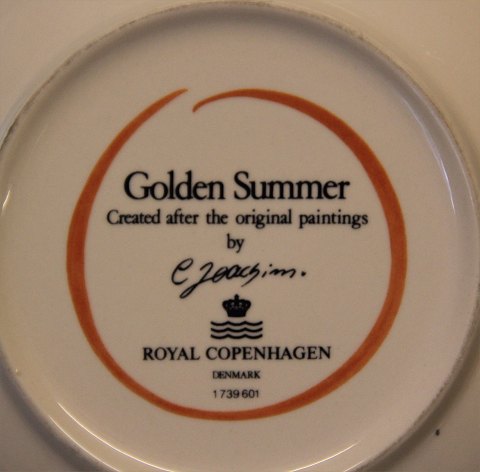 Golden Summer
Created after the original paintings
by
C Joachim.
ROYAL COPENHAGEN
DENMARK
1739601